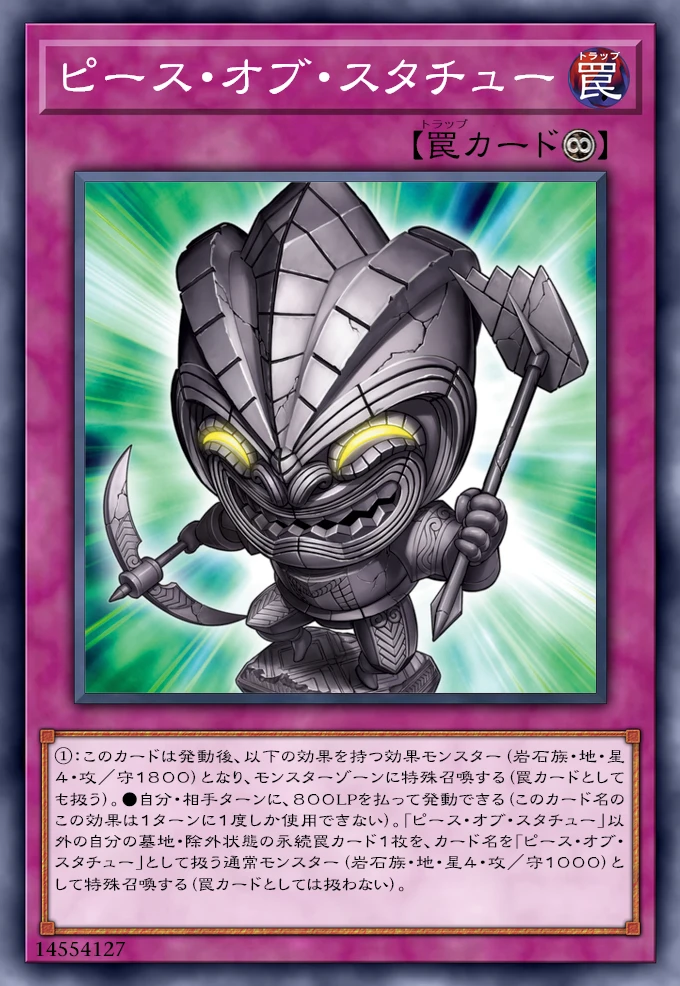 ピース・オブ・スタチュー
トラップ
罠
トラップ
【罠カード】
①：このカードは発動後、以下の効果を持つ効果モンスター（岩石族・地・星
４・攻／守１８００）となり、モンスターゾーンに特殊召喚する（罠カードとして
も扱う）。●自分・相手ターンに、８００LPを払って発動できる（このカード名の
この効果は１ターンに１度しか使用できない）。「ピース・オブ・スタチュー」以
外の自分の墓地・除外状態の永続罠カード１枚を、カード名を「ピース・オブ・
スタチュー」として扱う通常モンスター（岩石族・地・星４・攻／守１０００）と
して特殊召喚する（罠カードとしては扱わない）。
14554127